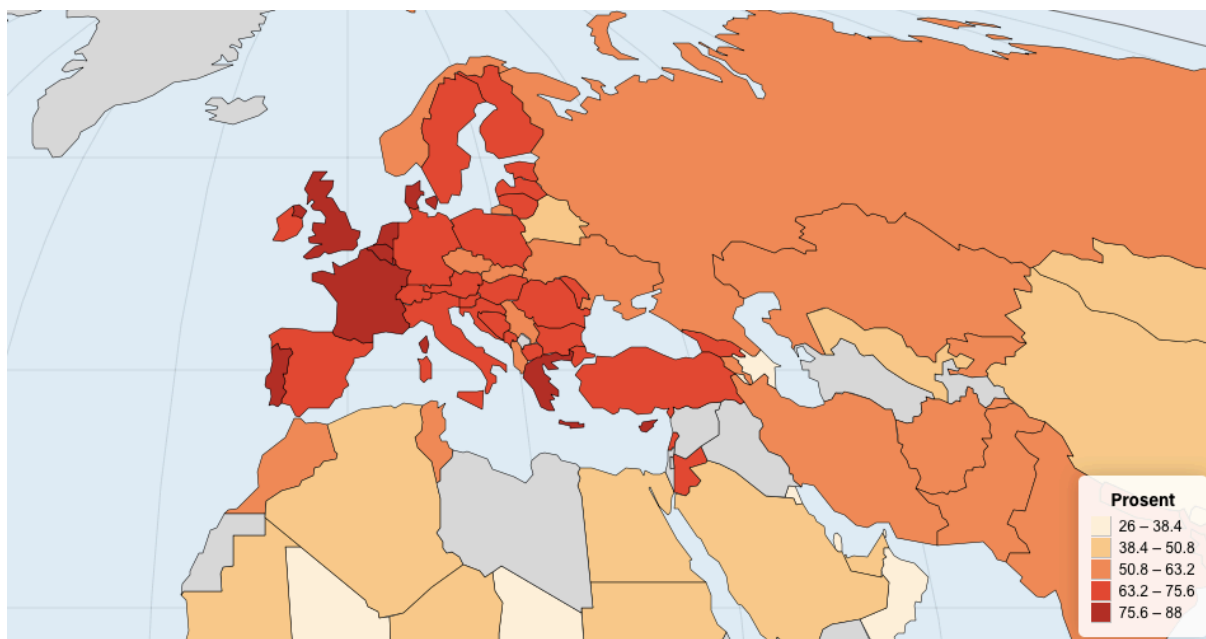 Prosent
26 – 38.4
38.4 – 50.8
50.8 – 63.2
63.2 – 75.6
75.6 – 88